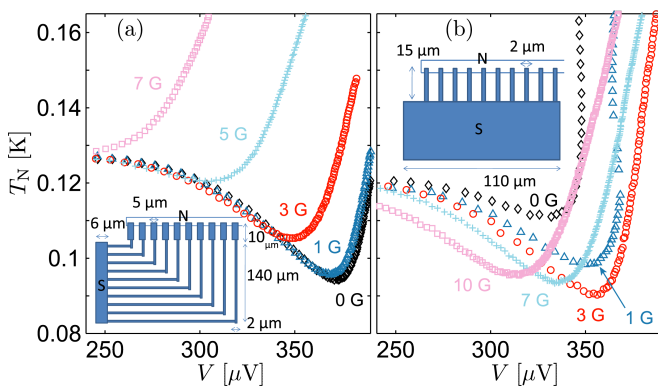 (a)
7 G
5 G
3 G
1 G
0 G
5 μm
N
6 μm
10
μm
S
140 μm
2 μm
0.16
0.14
0.12
0.1
0.08
T_N [K]
250
300
350
V [μV]
(b)
15 μm
N
2 μm
S
110 μm
0 G
10 G
7 G
3 G
1 G
250
300
350
V [μV]